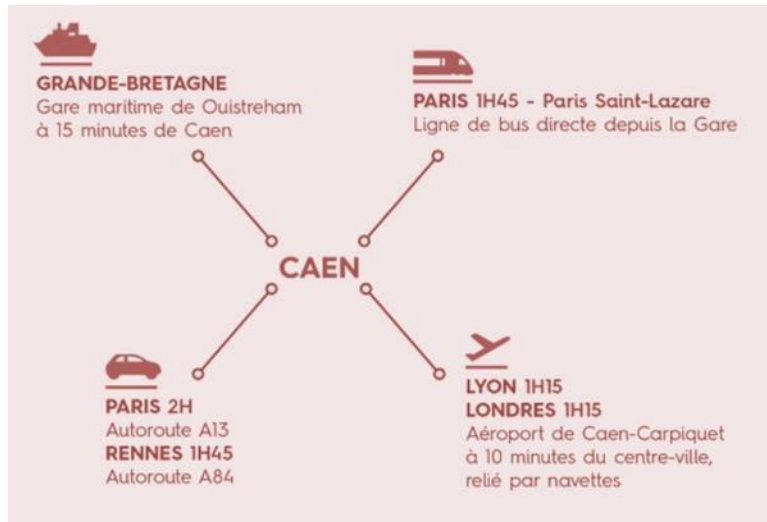 GRANDE-BRETAGNE
Gare maritime de Ouistreham
à 15 minutes de Caen
PARIS 1H45 - Paris Saint-Lazare
Ligne de bus directe depuis la Gare
CAEN
PARIS 2H
Autoroute A13
RENNES 1H45
Autoroute A84
LYON 1H15
LONDRES 1H15
Aéroport de Caen-Carpiquet
à 10 minutes du centre-ville,
relié par navettes